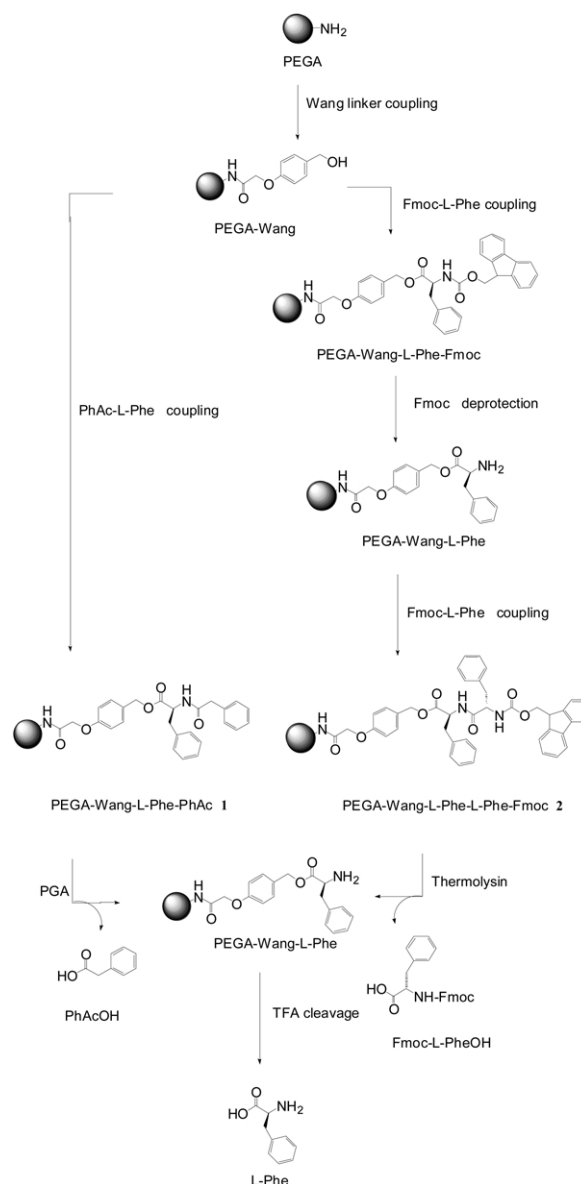 NH2
PEGA
Wang linker coupling
H
N
O
O
OH
PEGA-Wang
Fmoc-L-Phe coupling
H
N
O
O
O
O
H
N
O
O
PEGA-Wang-L-Phe-Fmoc
PhAc-L-Phe coupling
Fmoc deprotection
H
N
O
O
O
O
NH2
PEGA-Wang-L-Phe
Fmoc-L-Phe coupling
H
N
O
O
O
O
H
N
O
PEGA-Wang-L-Phe-PhAc 1
H
N
O
O
O
O
H
N
O
N
H
O
O
PEGA-Wang-L-Phe-L-Phe-Fmoc 2
PGA
H
N
O
O
O
O
NH2
PEGA-Wang-L-Phe
Thermolysin
O
HO
PhAcOH
TFA cleavage
HO
O
NH-Fmoc
Fmoc-L-PheOH
O
HO
NH2
L-Phe